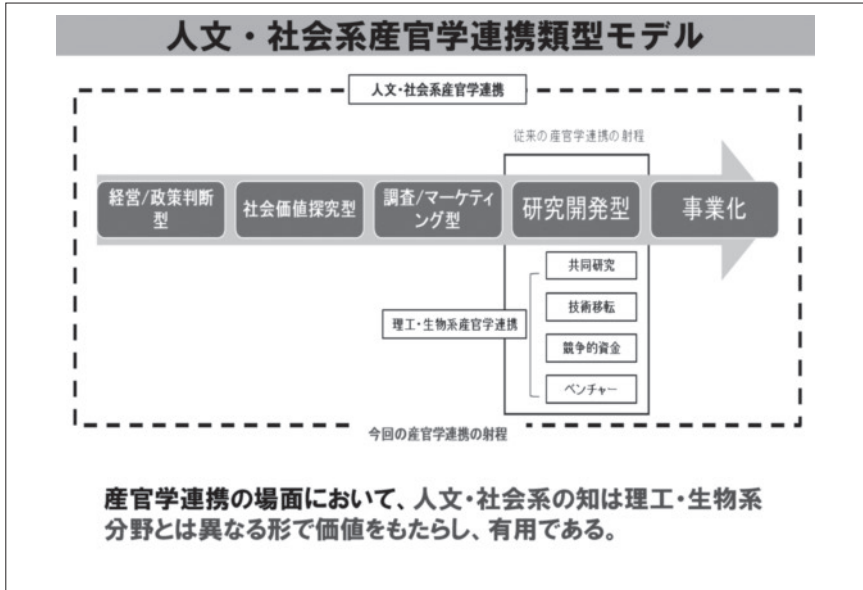 人文・社会系産官学連携類型モデル
人文・社会系産官学連携
従来の産官学連携の射程
経営/政策判断
型
社会価値探究型
調査/マーケティ
ング型
研究開発型
事業化
共同研究
技術移転
理工・生物系産官学連携
競争的資金
ベンチャー
今回の産官学連携の射程
産官学連携の場面において、人文・社会系の知は理工・生物系
分野とは異なる形で価値をもたらし、有用である。